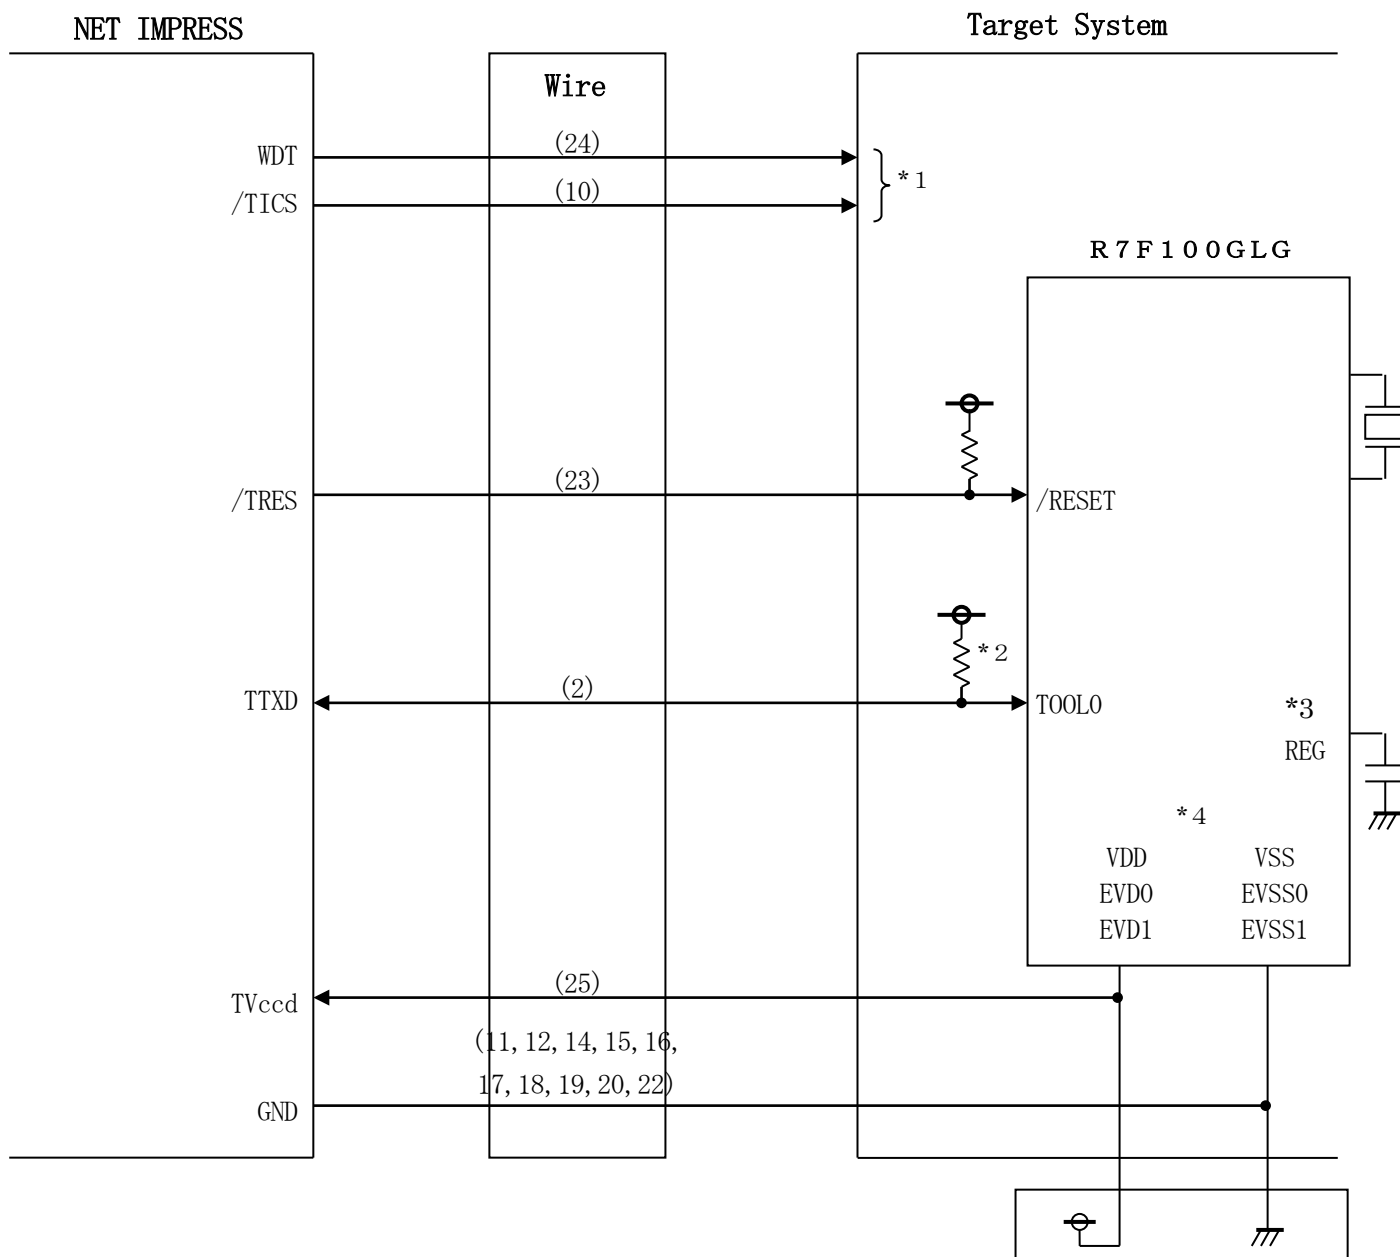 NET IMPRESS
Target System
Wire
WDT
(24)
/TICS
(10)
*1
R7F100GLG
/TRES
(23)
/RESET
*2
TTXD
(2)
TOOL0
*3
REG
*4
VDD
VSS
EVD0
EVSS0
EVD1
EVSS1
TVccd
(25)
(11,12,14,15,16,
17,18,19,20,22)
GND